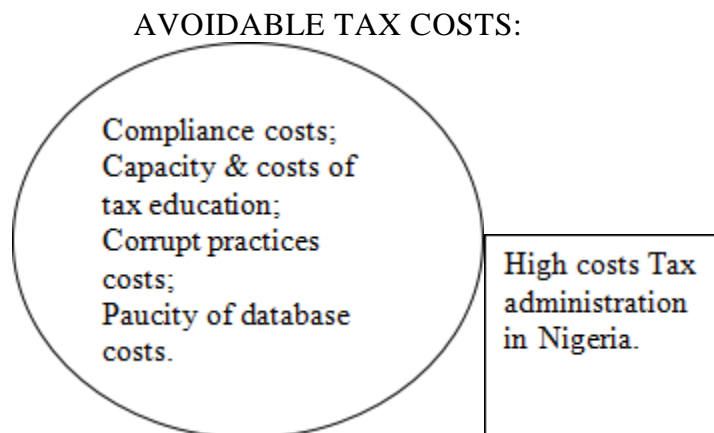 AVOIDABLE TAX COSTS:
Compliance costs;
Capacity & costs of
tax education;
Corrupt practices
costs;
Paucity of database
costs.
High costs Tax
administration
in Nigeria.